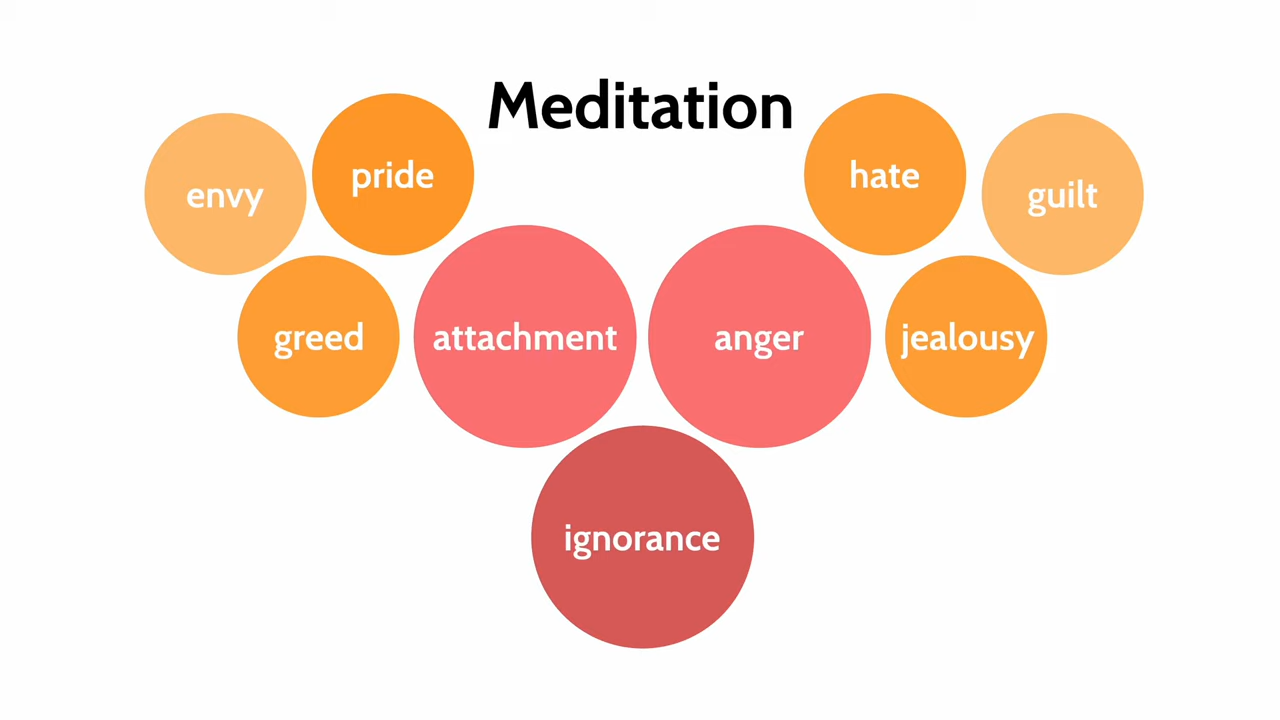 Meditation
envy
pride
hate
guilt
greed
attachment
anger
jealousy
ignorance